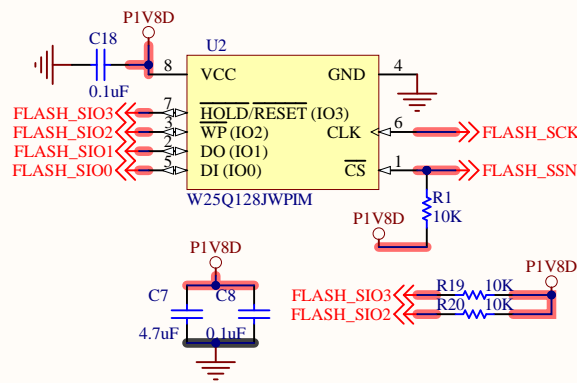 P1V8D
C18
0.1uF
U2
8
VCC
GND
4
FLASH_SIO3
7
HOLD/RESET (IO3)
FLASH_SIO2
3
WP (IO2)
CLK
6
FLASH_SCK
FLASH_SIO1
2
DO (IO1)
FLASH_SIO0
5
DI (IO0)
CS
1
FLASH_SSN
W25Q128JWPIM
R1
10K
P1V8D
P1V8D
C7
C8
4.7uF
0.1uF
P1V8D
FLASH_SIO3
R19
10K
FLASH_SIO2
R20
10K